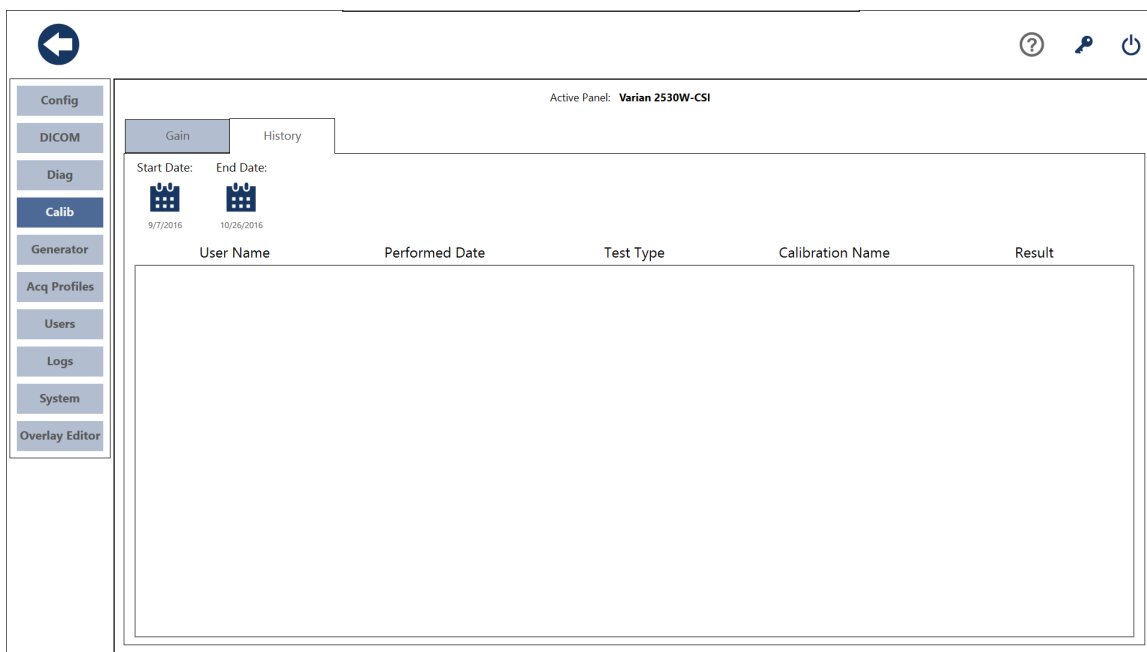 Config
DICOM
Diag
Calib
Generator
Acq Profiles
Users
Logs
System
Overlay Editor
Active Panel: Varian 2530W-CSI
Gain History
Start Date: End Date:
9/7/2016 10/26/2016
User Name Performed Date Test Type Calibration Name Result